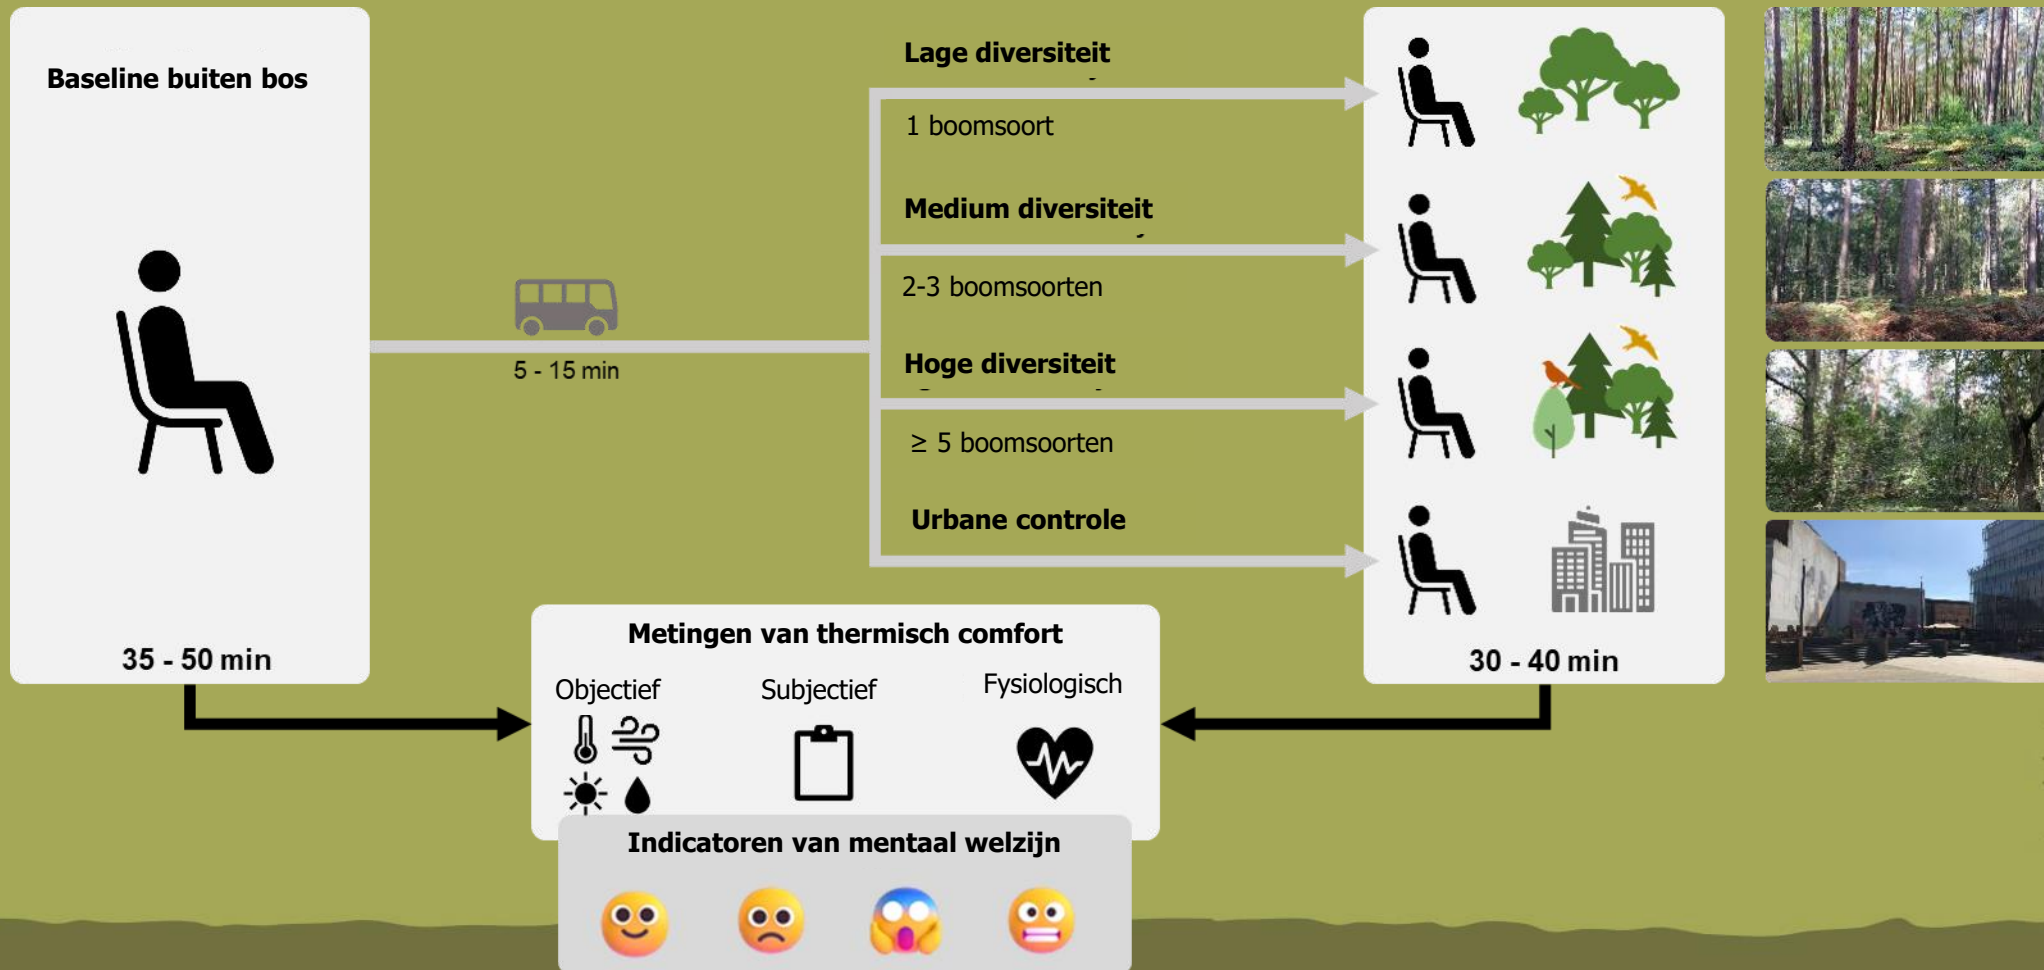 Baseline buiten bos
35 - 50 min
5 - 15 min
Lage diversiteit
1 boomsoort
Medium diversiteit
2-3 boomsoorten
Hoge diversiteit
≥ 5 boomsoorten
Urbane controle
30 - 40 min
Metingen van thermisch comfort
Objectief
Subjectief
Fysiologisch
Indicatoren van mentaal welzijn